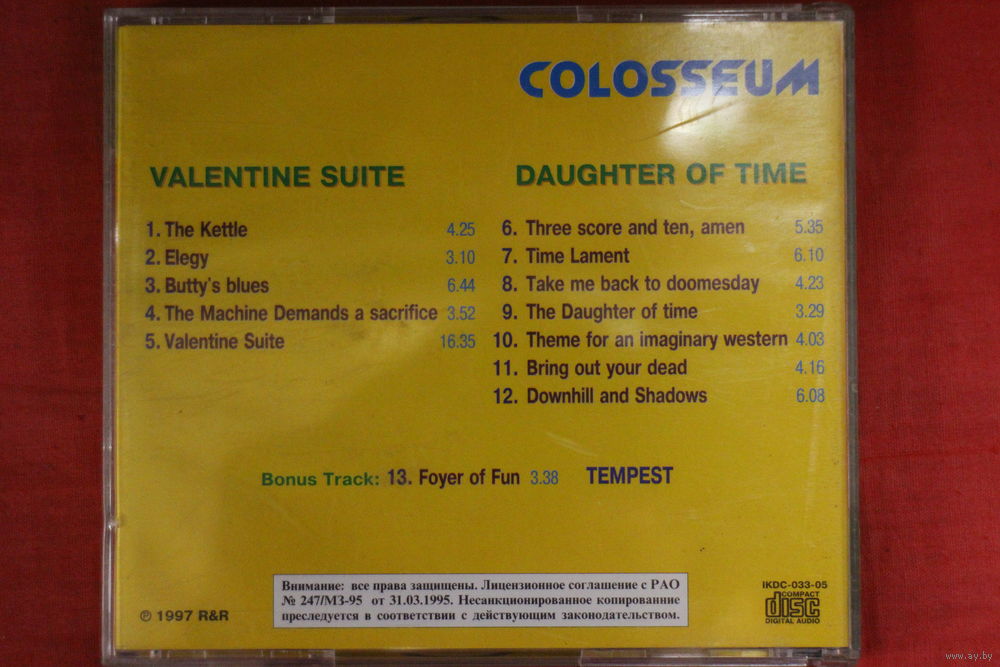 COLOSSEUM
VALENTINE SUITE
1. The Kettle 4.25
2. Elegy 3.10
3. Butty's blues 6.44
4. The Machine Demands a sacrifice 3.52
5. Valentine Suite 16.35
DAUGHTER OF TIME
6. Three score and ten, amen 5.35
7. Time Lament 6.10
8. Take me back to doomesday 4.23
9. The Daughter of time 3.29
10. Theme for an imaginary western 4.03
11. Bring out your dead 4.16
12. Downhill and Shadows 6.08
Bonus Track: 13. Foyer of Fun 3.38 TEMPEST
Внимание: все права защищены. Лицензионное соглашение с РАО
№ 247/МЗ-95 от 31.03.1995. Несанкционированное копированние
преследуется в соответствии с действующим законодательством.
℗ 1997 R&R
IKDC-033-05
COMPACT
disc
DIGITAL AUDIO
www.ay.by